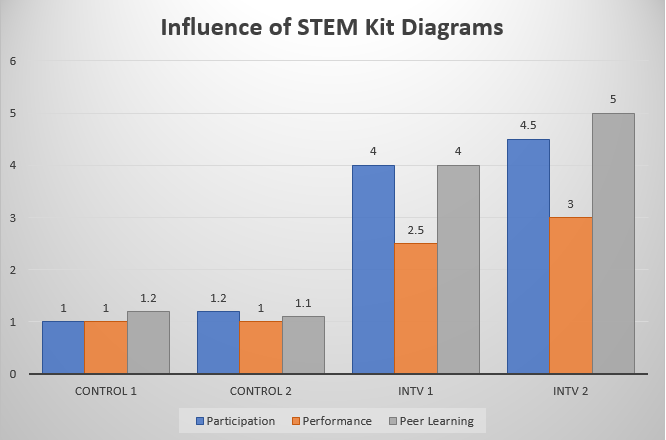 Influence of STEM Kit Diagrams
6
5
4
3
2
1
0
1
1
1.2
1.2
1
1.1
4
2.5
4
4.5
3
5
CONTROL 1
CONTROL 2
INTV 1
INTV 2
Participation
Performance
Peer Learning